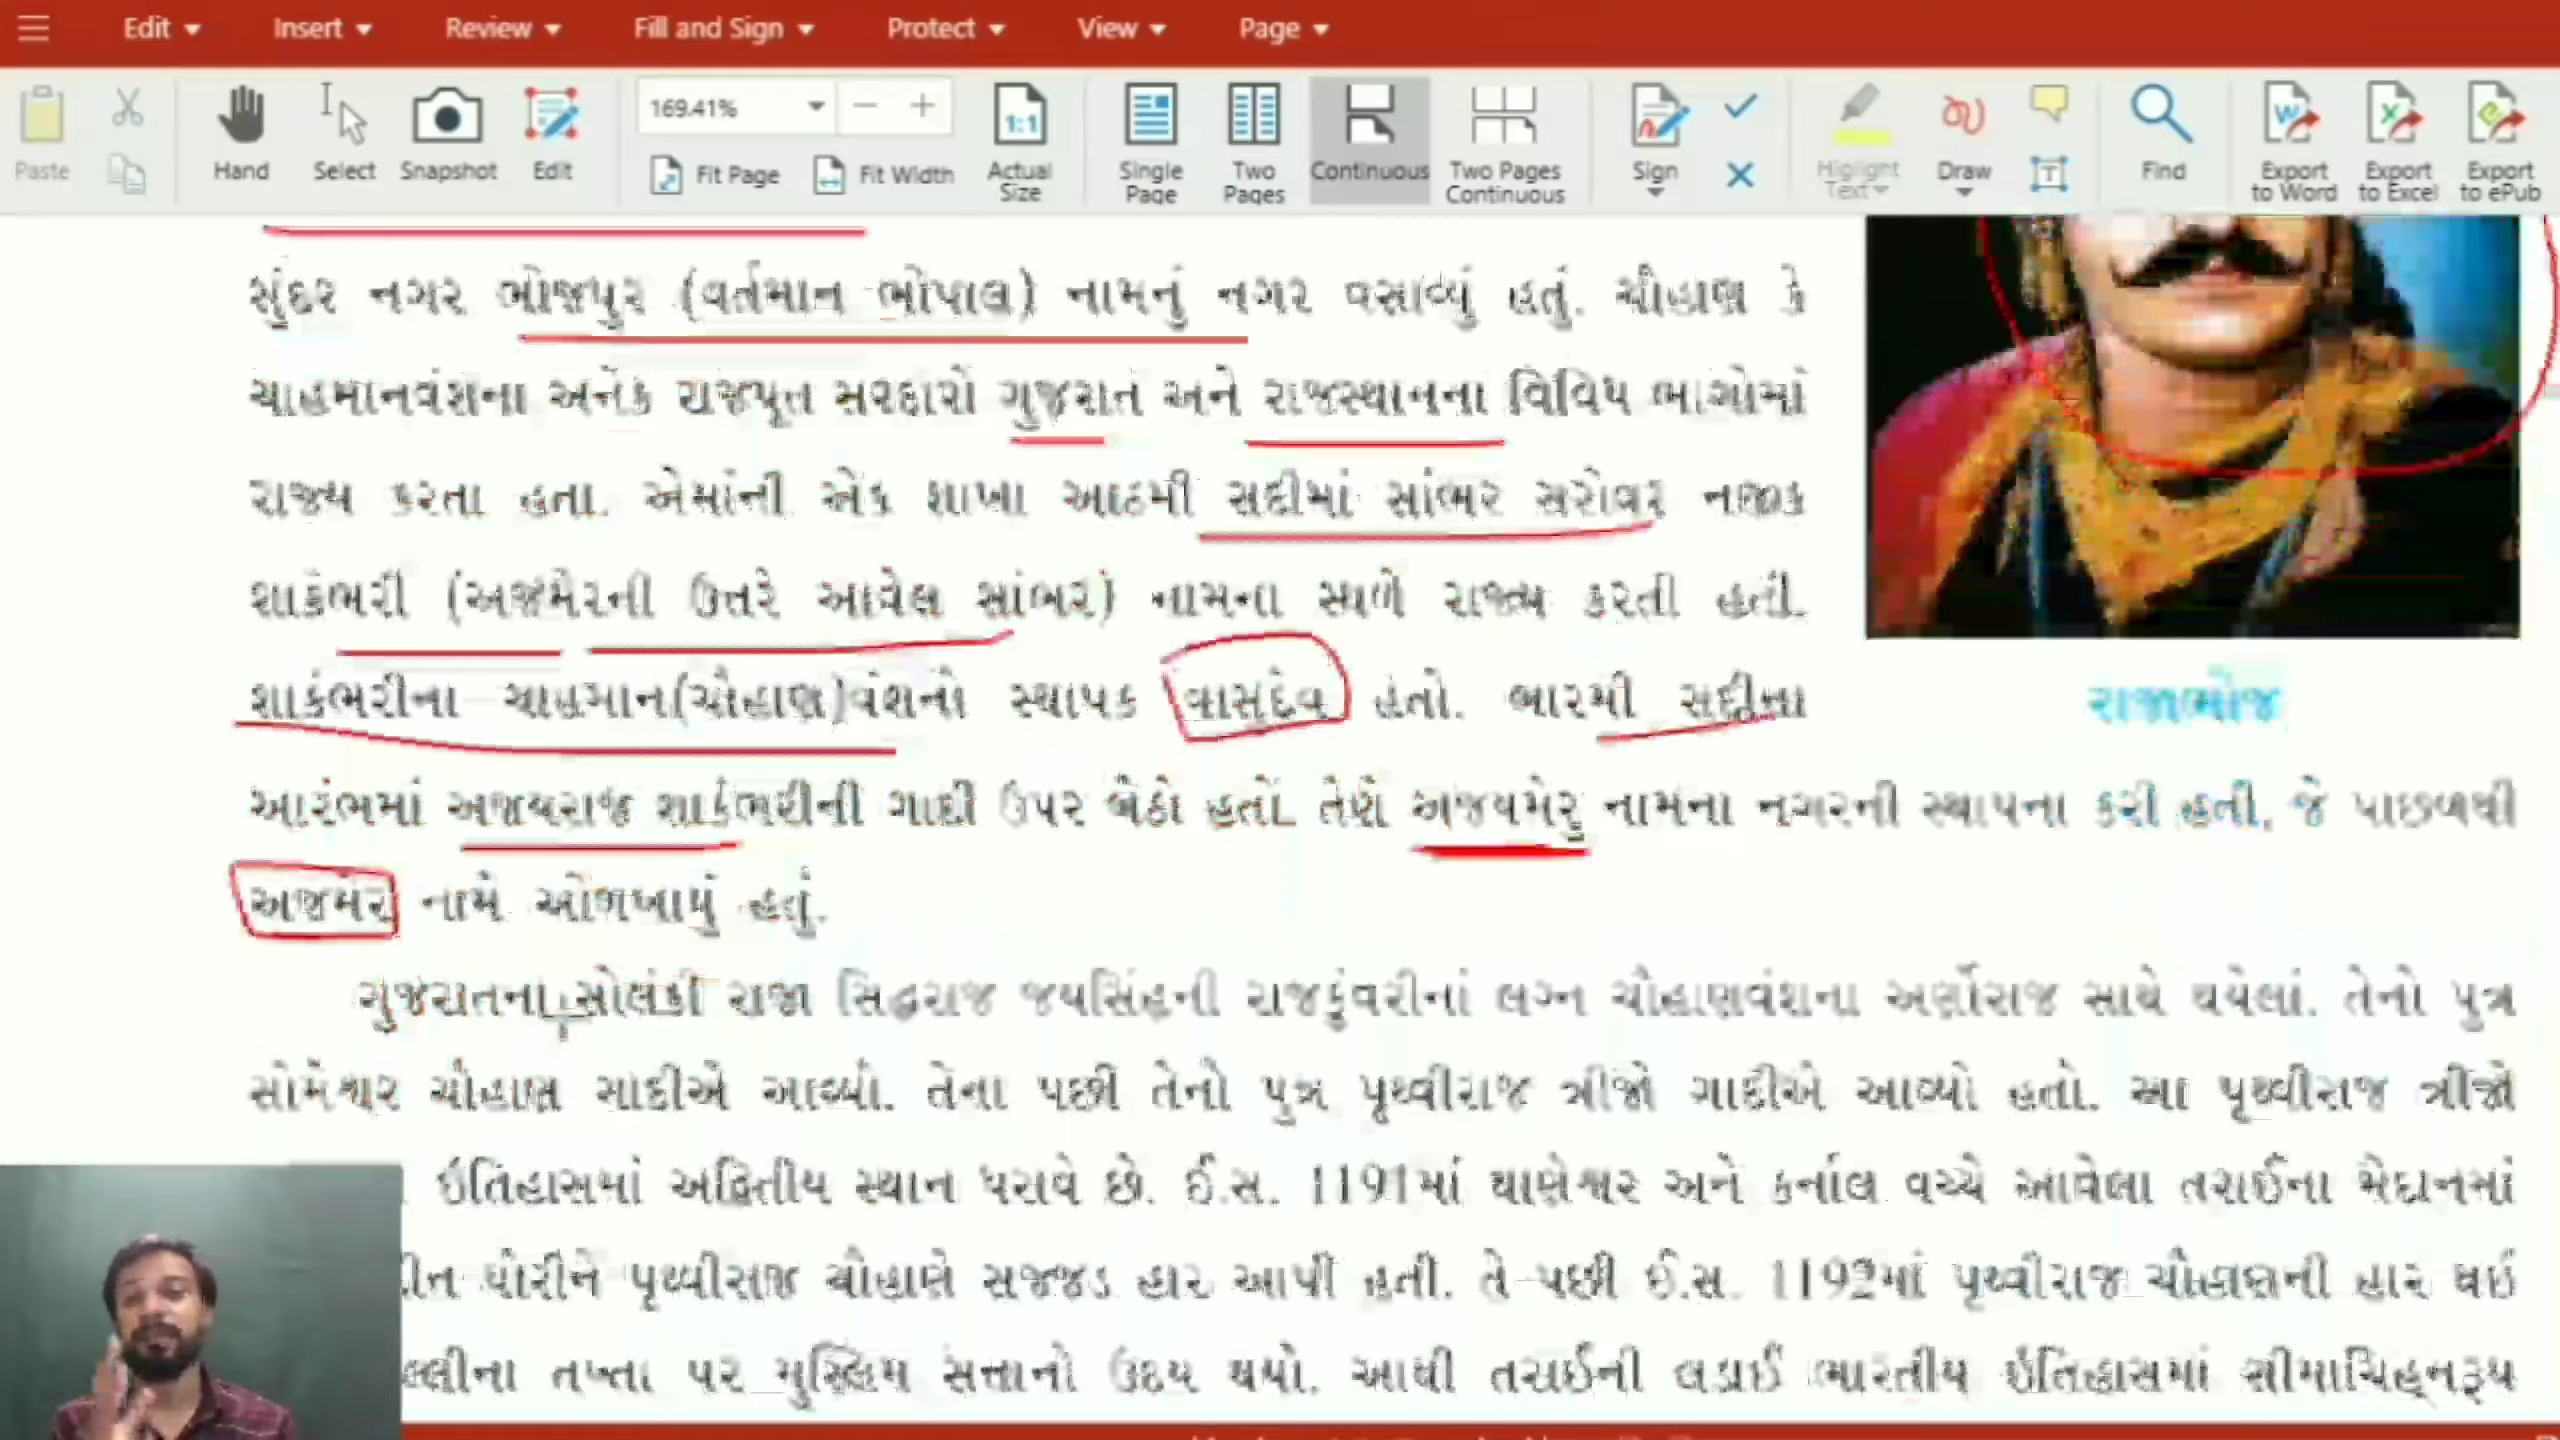 Edit Insert Review Fill and Sign Protect View Page
Paste Hand Select Snapshot Edit 169.41% Fit Page Fit Width Actual Size Single Page Two Pages Continuous Two Pages Continuous Sign Higlight Text Draw Find Export to Word Export to Excel Export to ePub
સુંદર નગર ભોજપુર (વર્તમાન ભોપાલ) નામનું નગર વસાવ્યું હતું. ચૌહાણ કે
ચાહમાનવંશના અનેક રાજપૂત સરદારો ગુજરાત અને રાજસ્થાનના વિવિધ ભાગોમાં
રાજ્ય કરતા હતા. એમાંની એક શાખા આઠમી સદીમાં સાંભર સરોવર નજીક
શાકંભરી (અજમેરની ઉત્તરે આવેલ સાંભર) નામના સ્થળે રાજ્ય કરતી હતી.
શાકંભરીના ચાહમાન(ચૌહાણ)વંશનો સ્થાપક વાસુદેવ હતો. બારમી સદીના
રાજાભોજ
આરંભમાં અજયરાજ શાકંભરીની ગાદી ઉપર બેઠો હતો. તેણે અજયમેરુ નામના નગરની સ્થાપના કરી હતી, જે પાછળથી
અજમેર નામે ઓળખાયું હતું.
ગુજરાતના સોલંકી રાજા સિદ્ધરાજ જયસિંહની રાજકુંવરીનાં લગ્ન ચૌહાણવંશના અર્ણોરાજ સાથે થયેલાં. તેનો પુત્ર
સોમેશ્વર ચૌહાણ ગાદીએ આવ્યો. તેના પછી તેનો પુત્ર પૃથ્વીરાજ ત્રીજો ગાદીએ આવ્યો હતો. આ પૃથ્વીરાજ ત્રીજો
ઇતિહાસમાં અદ્વિતીય સ્થાન ધરાવે છે. ઈ.સ. 1191માં થાણેશ્વર અને કર્નાલ વચ્ચે આવેલા તરાઈના મેદાનમાં
ઘોરીને પૃથ્વીરાજ ચૌહાણે સજ્જડ હાર આપી હતી. તે પછી ઈ.સ. 1192માં પૃથ્વીરાજ ચૌહાણની હાર થઈ
તખ્તા પર મુસ્લિમ સત્તાનો ઉદય થયો. આથી તરાઈની લડાઈ ભારતીય ઇતિહાસમાં સીમાચિહ્નરૂપ